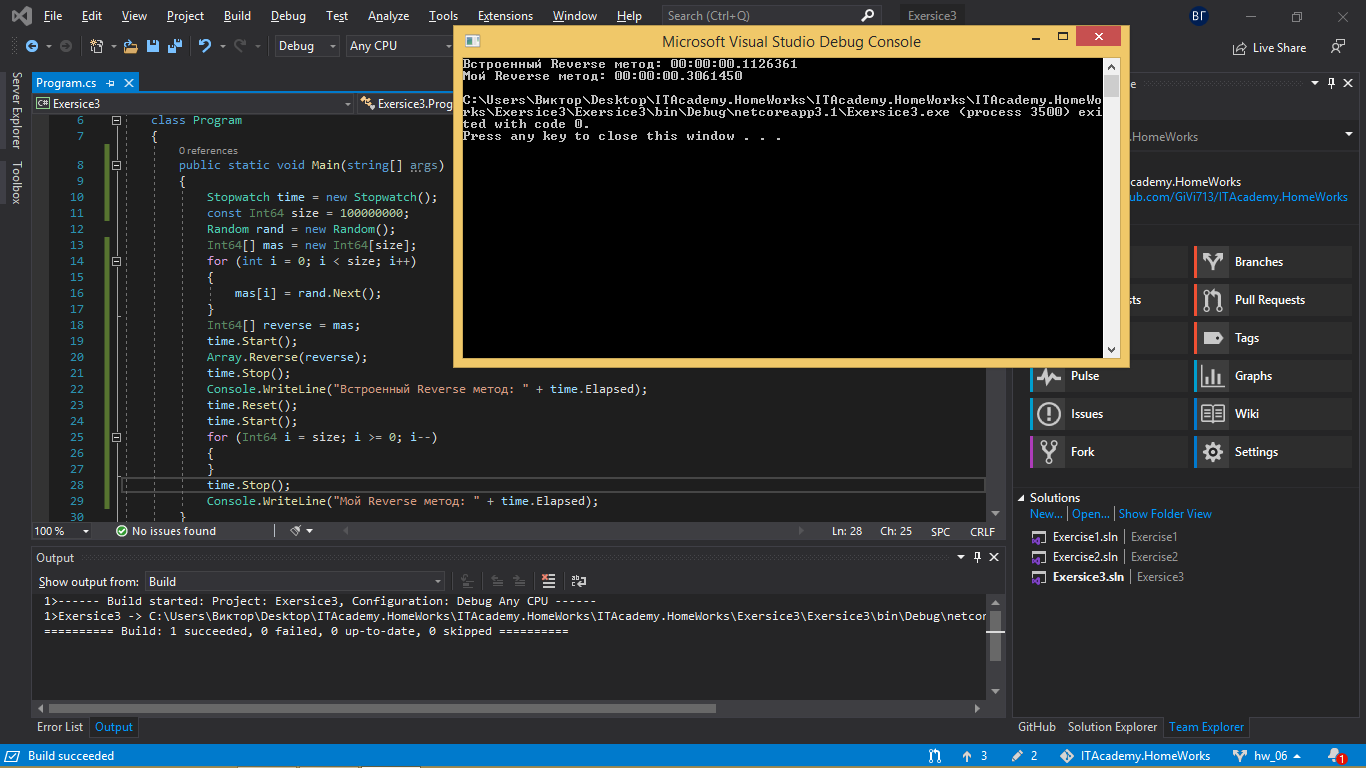 File Edit View Project Build Debug Test Analyze Tools Extensions Window Help Search (Ctrl+Q) Exersice3 ВГ
Debug Any CPU Live Share
Microsoft Visual Studio Debug Console
Встроенный Reverse метод: 00:00:00.1126361
Мой Reverse метод: 00:00:00.3061450
C:\Users\Виктор\Desktop\ITAcademy.HomeWorks\ITAcademy.HomeWorks\ITAcademy.HomeWo
rks\Exersice3\Exersice3\bin\Debug\netcoreapp3.1\Exersice3.exe (process 3500) exi
ted with code 0.
Press any key to close this window . . .
Server Explorer
Toolbox
Program.cs
Exersice3 Exersice3.Prog
6 class Program
7 {
0 references
8 public static void Main(string[] args)
9 {
10 Stopwatch time = new Stopwatch();
11 const Int64 size = 100000000;
12 Random rand = new Random();
13 Int64[] mas = new Int64[size];
14 for (int i = 0; i < size; i++)
15 {
16 mas[i] = rand.Next();
17 }
18 Int64[] reverse = mas;
19 time.Start();
20 Array.Reverse(reverse);
21 time.Stop();
22 Console.WriteLine("Встроенный Reverse метод: " + time.Elapsed);
23 time.Reset();
24 time.Start();
25 for (Int64 i = size; i >= 0; i--)
26 {
27 }
28 time.Stop();
29 Console.WriteLine("Мой Reverse метод: " + time.Elapsed);
30 }
100 % No issues found Ln: 28 Ch: 25 SPC CRLF
Output
Show output from: Build
1>------ Build started: Project: Exersice3, Configuration: Debug Any CPU ------
1>Exersice3 -> C:\Users\Виктор\Desktop\ITAcademy.HomeWorks\ITAcademy.HomeWorks\ITAcademy.HomeWorks\Exersice3\Exersice3\bin\Debug\netcor
========== Build: 1 succeeded, 0 failed, 0 up-to-date, 0 skipped ==========
Error List Output
e
.HomeWorks
cademy.HomeWorks
ub.com/GiVi713/ITAcademy.HomeWorks
Branches
sts Pull Requests
Tags
Pulse Graphs
Issues Wiki
Fork Settings
Solutions
New... | Open... | Show Folder View
Exercise1.sln | Exercise1
Exercise2.sln | Exercise2
Exersice3.sln | Exersice3
GitHub Solution Explorer Team Explorer
Build succeeded 3 2 ITAcademy.HomeWorks hw_06 1